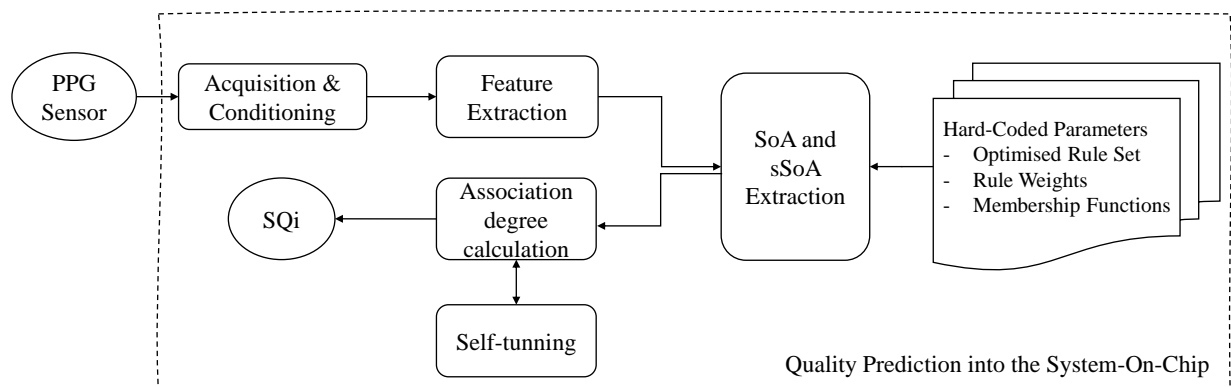 PPG
Sensor
Acquisition &
Conditioning
Feature
Extraction
SoA and
sSoA
Extraction
Hard-Coded Parameters
- Optimised Rule Set
- Rule Weights
- Membership Functions
SQi
Association
degree
calculation
Self-tunning
Quality Prediction into the System-On-Chip